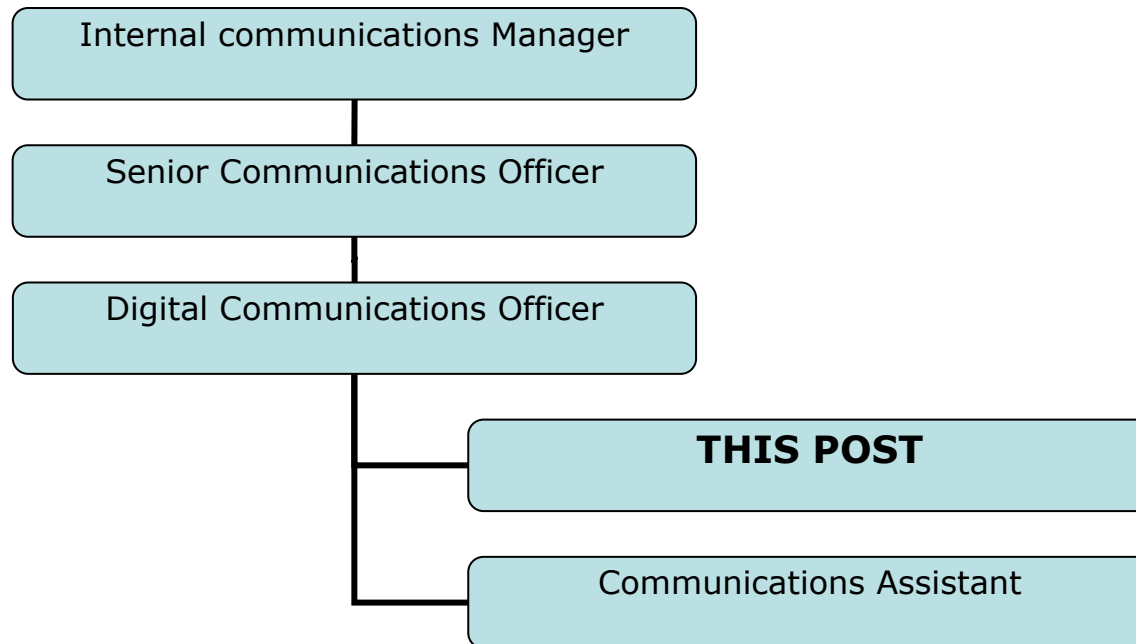 Internal communications Manager
Senior Communications Officer
Digital Communications Officer
THIS POST
Communications Assistant